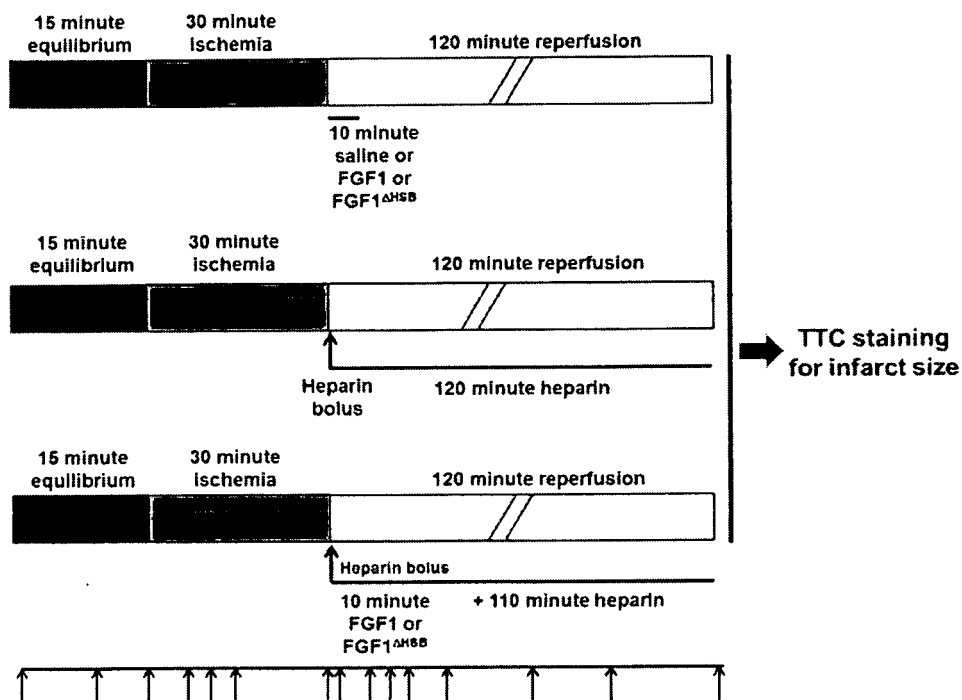 15 minute
equilibrium
30 minute
ischemia
120 minute reperfusion
10 minute
saline or
FGF1 or
FGF1ΔHSB
15 minute
equilibrium
30 minute
ischemia
120 minute reperfusion
Heparin
bolus
120 minute heparin
TTC staining
for infarct size
15 minute
equilibrium
30 minute
ischemia
120 minute reperfusion
Heparin bolus
10 minute
FGF1 or
FGF1ΔHSB
+ 110 minute heparin